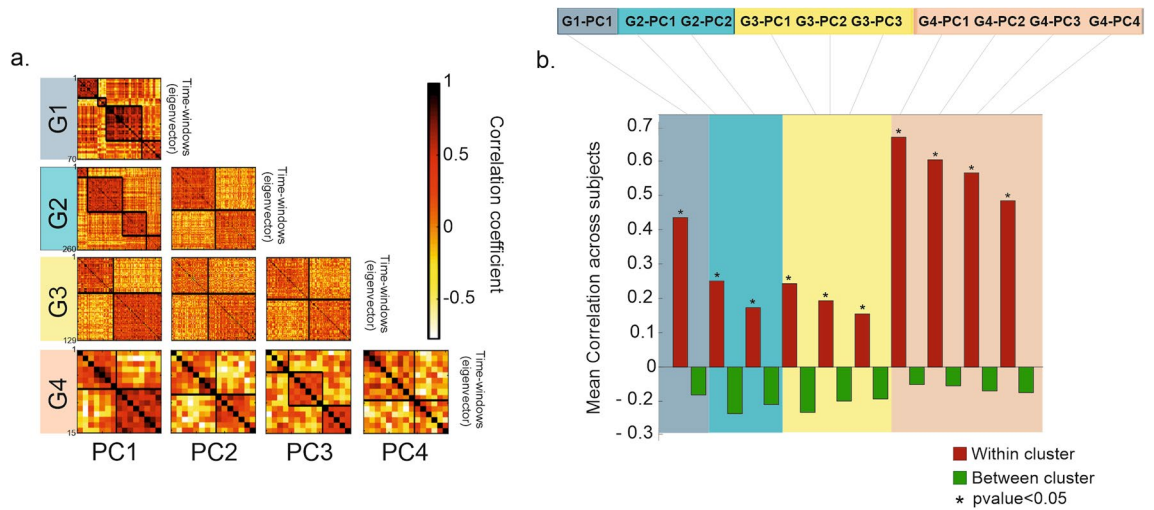 G1-PC1 G2-PC1 G2-PC2 G3-PC1 G3-PC2 G3-PC3 G4-PC1 G4-PC2 G4-PC3 G4-PC4
a.
b.
G1
1
70
Time-windows
(eigenvector)
G2
1
260
Time-windows
(eigenvector)
G3
1
129
Time-windows
(eigenvector)
G4
1
15
Time-windows
(eigenvector)
PC1 PC2 PC3 PC4
1
0.5
0
-0.5
Correlation coefficient
Mean Correlation across subjects
0.7
0.6
0.5
0.4
0.3
0.2
0.1
0
- 0.2
- 0.3
* * * * * * * * * *
Within cluster
Between cluster
* pvalue<0.05